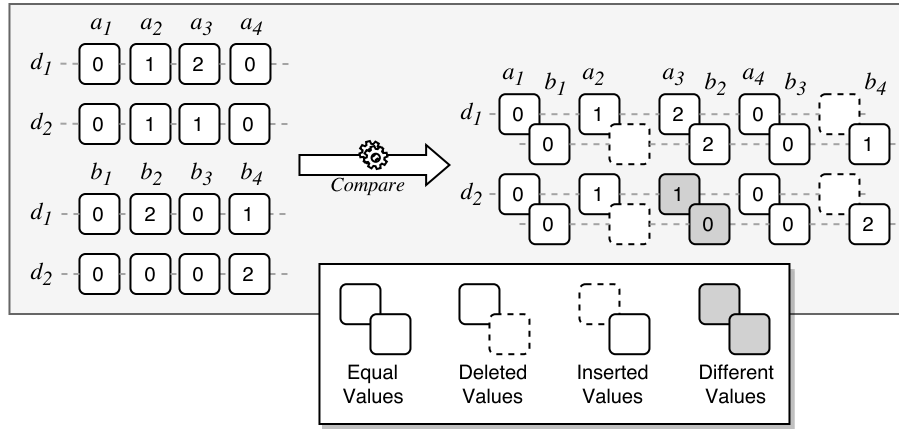 a1 a2 a3 a4
d1 0 1 2 0
d2 0 1 1 0
b1 b2 b3 b4
d1 0 2 0 1
d2 0 0 0 2
Compare
a1 b1 a2 a3 b2 a4 b3 b4
d1 0 1 2 0
0 2 0 1
d2 0 1 1 0
0 0 0 2
Equal Values
Deleted Values
Inserted Values
Different Values